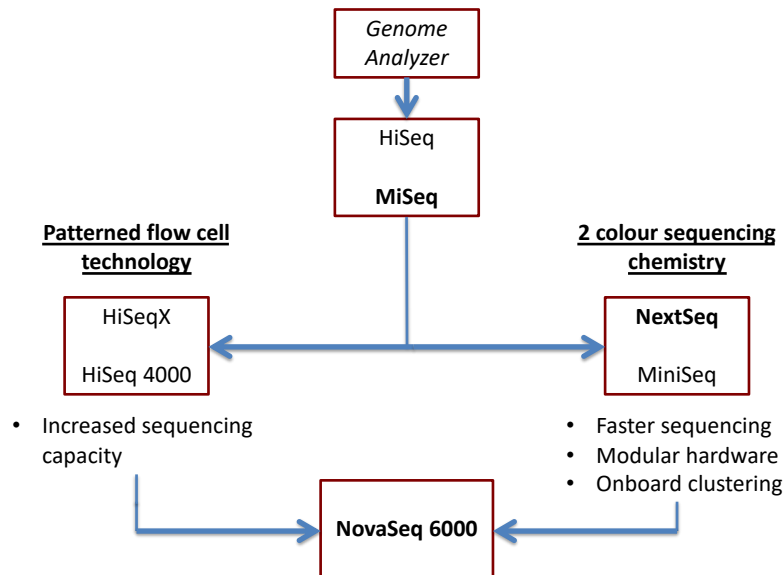 Genome
Analyzer
HiSeq
MiSeq
Patterned flow cell
technology
HiSeqX
HiSeq 4000
• Increased sequencing
capacity
2 colour sequencing
chemistry
NextSeq
MiniSeq
• Faster sequencing
• Modular hardware
• Onboard clustering
NovaSeq 6000